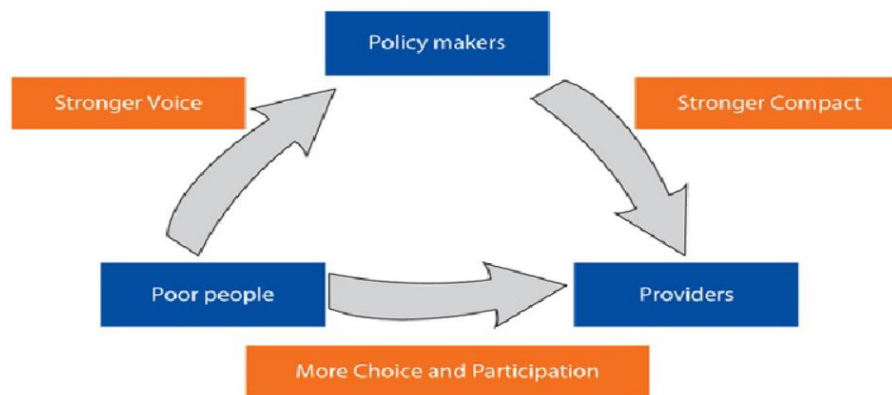 Policy makers
Stronger Voice
Stronger Compact
Poor people
Providers
More Choice and Participation